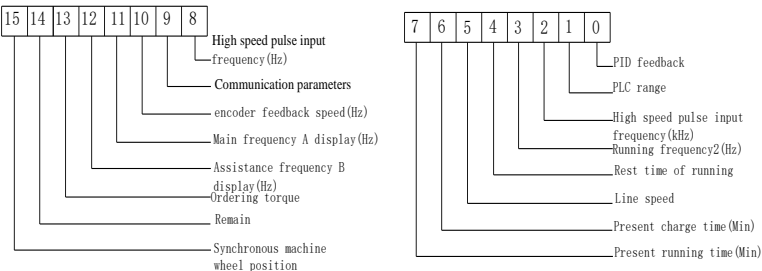 15 14 13 12 11 10 9 8
High speed pulse input
frequency(Hz)
Communication parameters
encoder feedback speed(Hz)
Main frequency A display(Hz)
Assistance frequency B
display(Hz)
Ordering torque
Remain
Synchronous machine
wheel position
7 6 5 4 3 2 1 0
PID feedback
PLC range
High speed pulse input
frequency(kHz)
Running frequency2(Hz)
Rest time of running
Line speed
Present charge time(Min)
Present running time(Min)